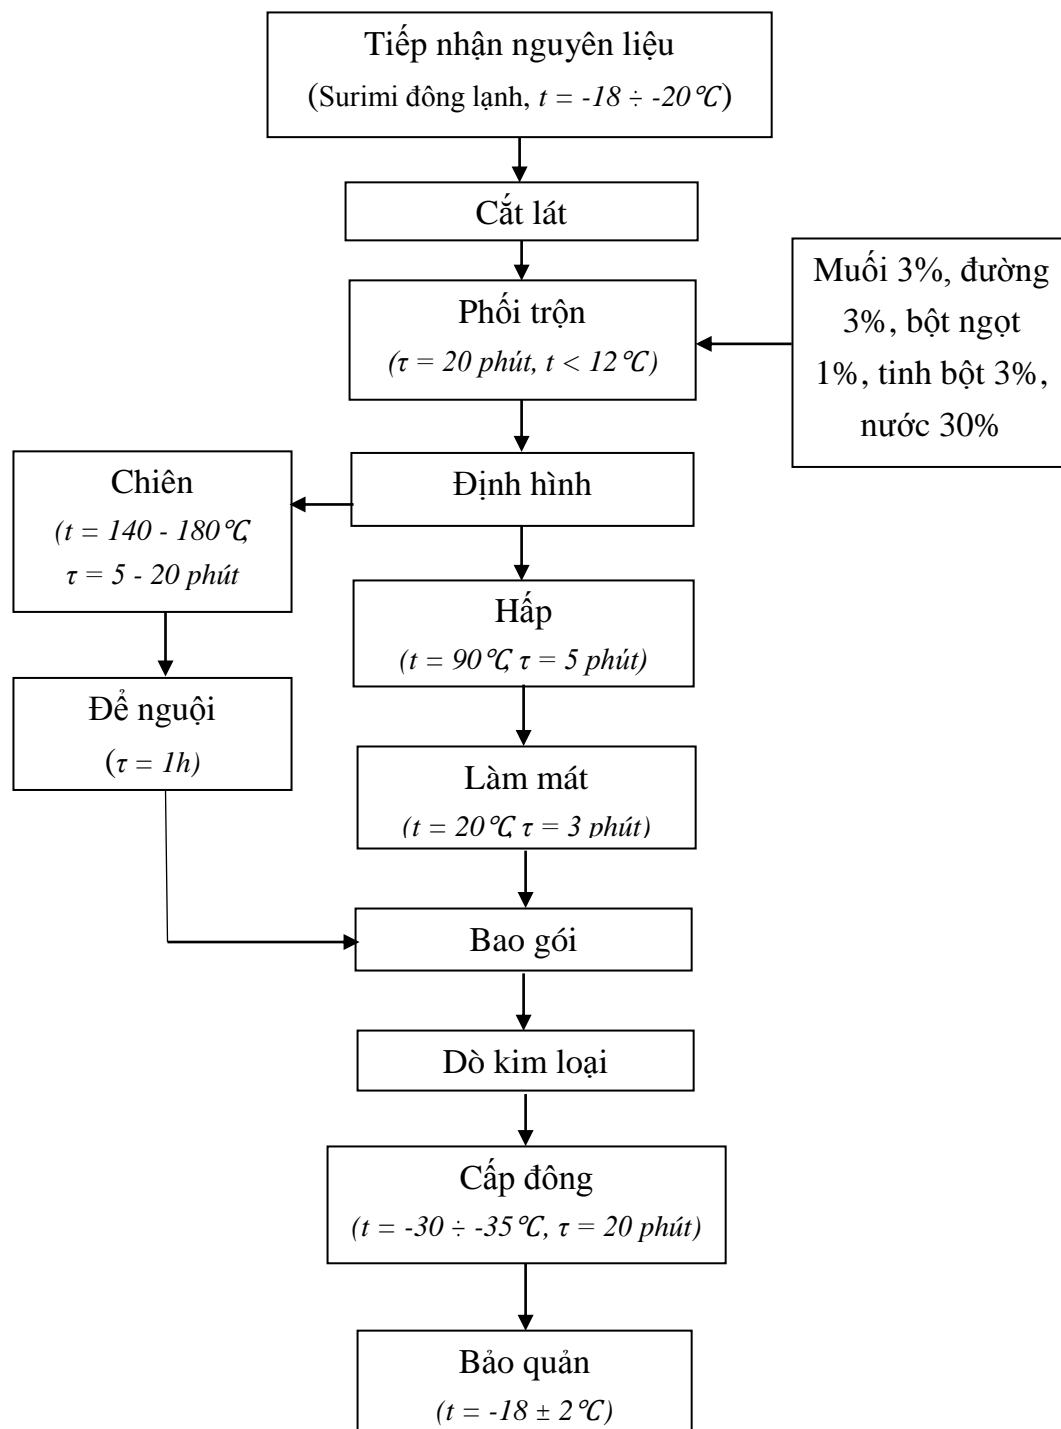 Tiếp nhận nguyên liệu
(Surimi đông lạnh, t = -18 ÷ -20℃)
Cắt lát
Phối trộn
(τ = 20 phút, t < 12℃)
Muối 3%, đường
3%, bột ngọt
1%, tinh bột 3%,
nước 30%
Định hình
Chiên
(t = 140 - 180℃,
τ = 5 - 20 phút
Hấp
(t = 90℃, τ = 5 phút)
Để nguội
(τ = 1h)
Làm mát
(t = 20℃, τ = 3 phút)
Bao gói
Dò kim loại
Cấp đông
(t = -30 ÷ -35℃, τ = 20 phút)
Bảo quản
(t = -18 ± 2℃)